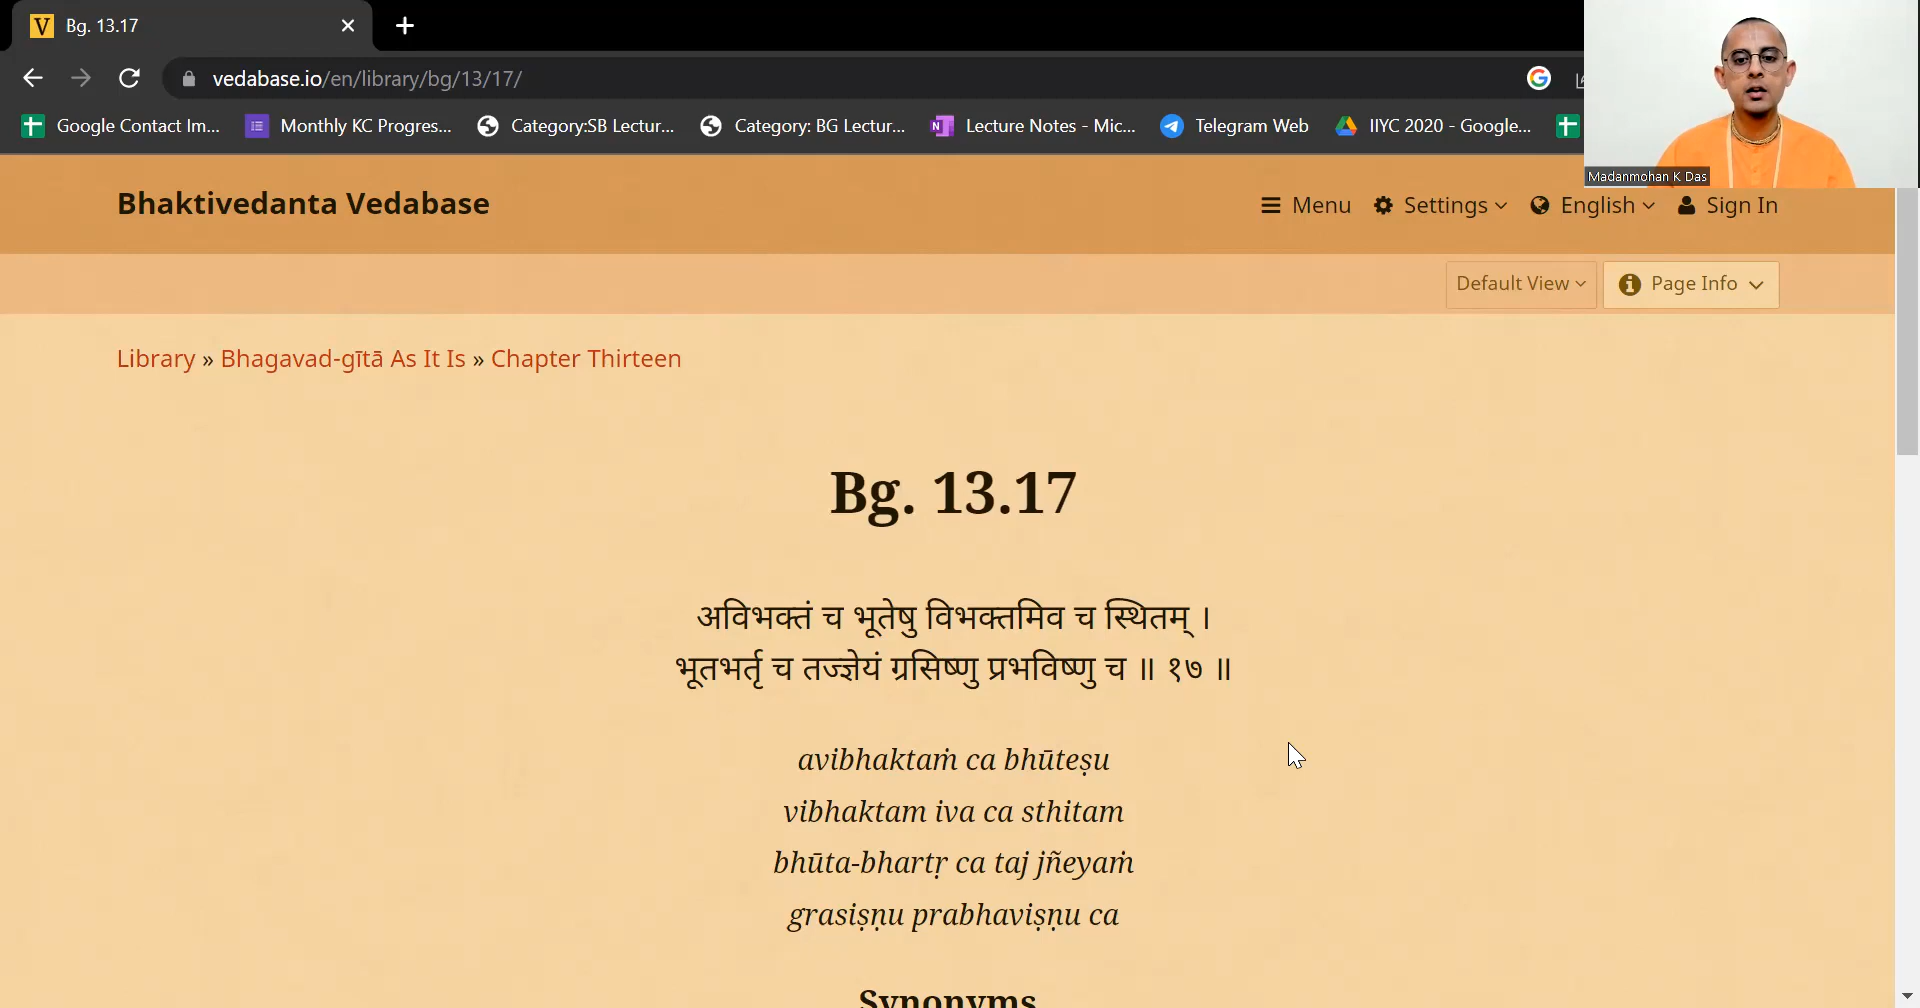 Bg. 13.17
vedabase.io/en/library/bg/13/17/
Google Contact Im... Monthly KC Progres... Category:SB Lectur... Category: BG Lectur... Lecture Notes - Mic... Telegram Web IIYC 2020 - Google...
Madanmohan K Das
Bhaktivedanta Vedabase
Menu Settings English Sign In
Default View Page Info
Library » Bhagavad-gītā As It Is » Chapter Thirteen
Bg. 13.17
अविभक्तं च भूतेषु विभक्तमिव च स्थितम् ।
भूतभर्तृ च तज्ज्ञेयं ग्रसिष्णु प्रभविष्णु च ॥ १७ ॥
avibhaktaṁ ca bhūteṣu
vibhaktam iva ca sthitam
bhūta-bhartṛ ca taj jñeyaṁ
grasiṣṇu prabhaviṣṇu ca
Synonyms